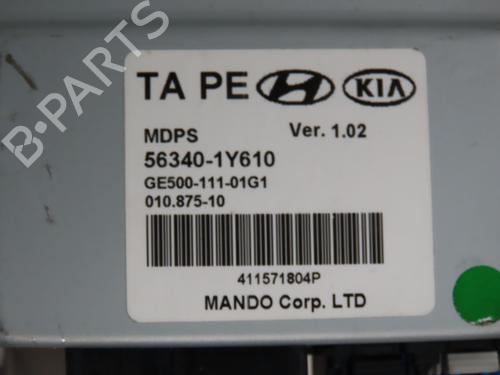 TA PE KIA
MDPS Ver. 1.02
56340-1Y610
GE500-111-01G1
010.875-10
411571804P
MANDO Corp. LTD
B-PARTS
B-PARTS